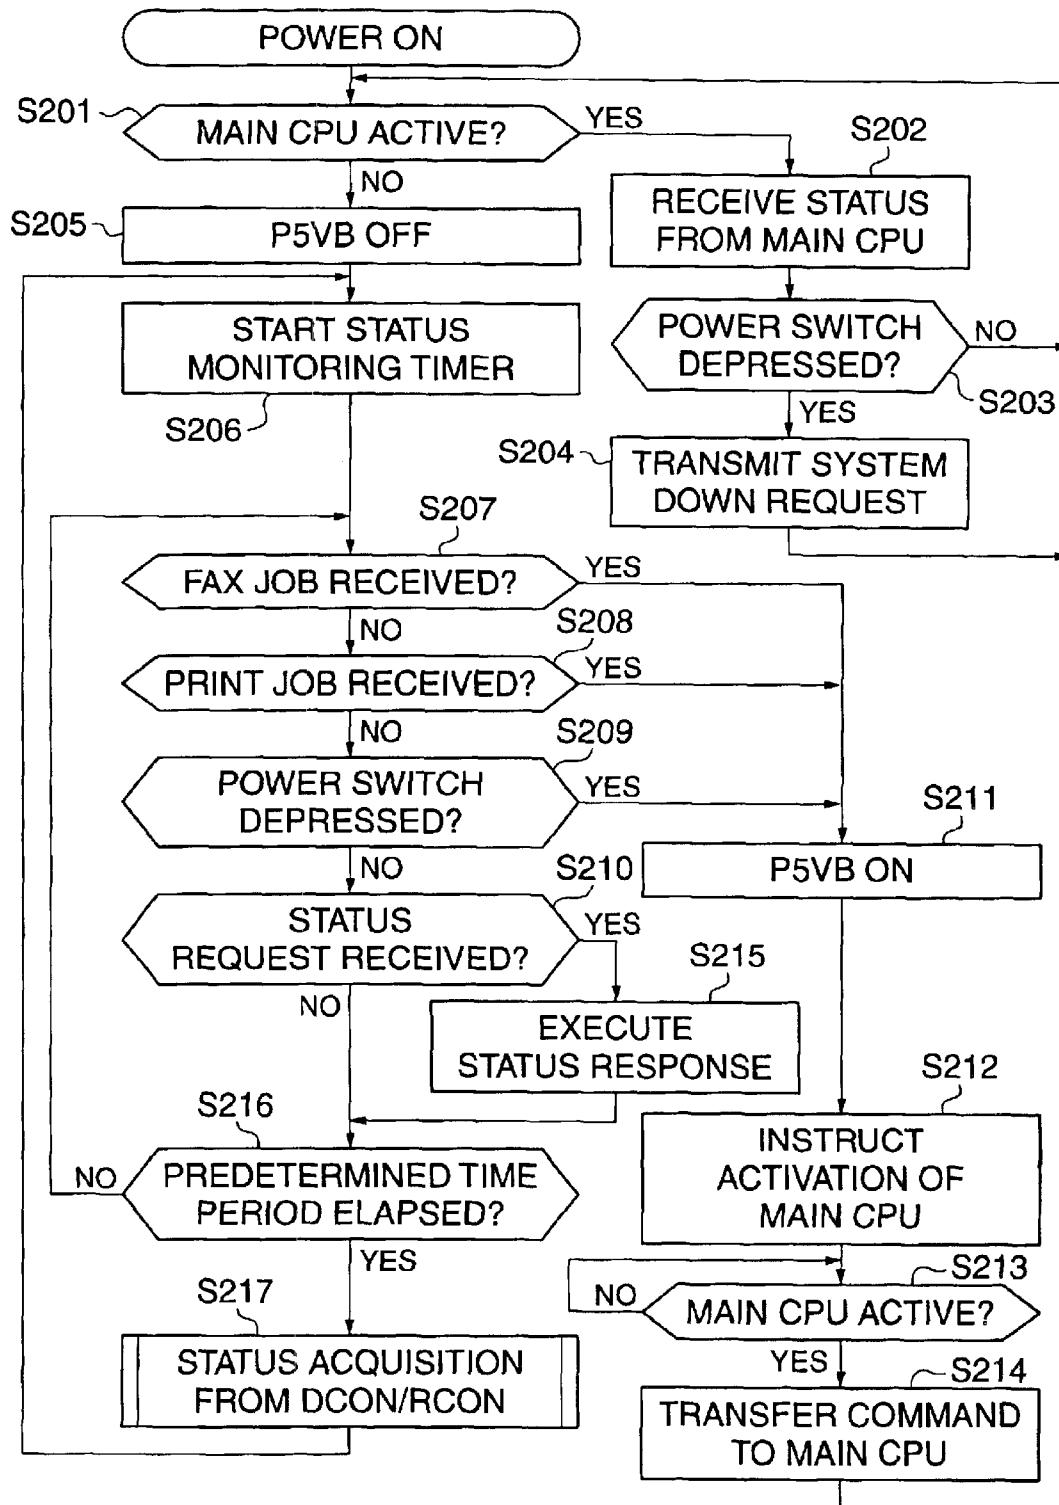 POWER ON
S201
MAIN CPU ACTIVE?
YES
NO
S202
RECEIVE STATUS
FROM MAIN CPU
S205
P5VB OFF
POWER SWITCH
DEPRESSED?
NO
S203
YES
START STATUS
MONITORING TIMER
S206
S204
TRANSMIT SYSTEM
DOWN REQUEST
S207
FAX JOB RECEIVED?
YES
NO
S208
PRINT JOB RECEIVED?
YES
NO
S209
POWER SWITCH
DEPRESSED?
YES
NO
S211
P5VB ON
S210
STATUS
REQUEST RECEIVED?
YES
NO
S215
EXECUTE
STATUS RESPONSE
S212
INSTRUCT
ACTIVATION OF
MAIN CPU
S216
NO
PREDETERMINED TIME
PERIOD ELAPSED?
YES
S213
NO
MAIN CPU ACTIVE?
YES
S217
STATUS ACQUISITION
FROM DCON/RCON
S214
TRANSFER COMMAND
TO MAIN CPU